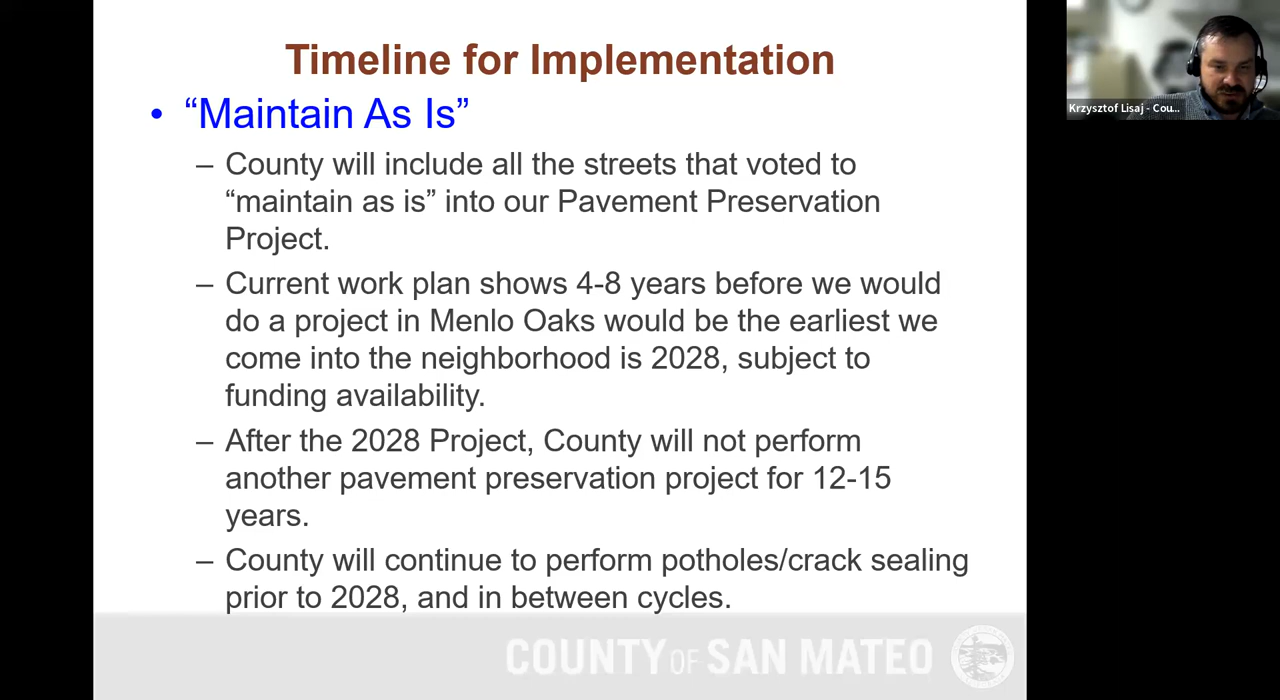 Timeline for Implementation
• “Maintain As Is”
– County will include all the streets that voted to
“maintain as is” into our Pavement Preservation
Project.
– Current work plan shows 4-8 years before we would
do a project in Menlo Oaks would be the earliest we
come into the neighborhood is 2028, subject to
funding availability.
– After the 2028 Project, County will not perform
another pavement preservation project for 12-15
years.
– County will continue to perform potholes/crack sealing
prior to 2028, and in between cycles.
COUNTY OF SAN MATEO
Krzysztof Lisaj - Cou...